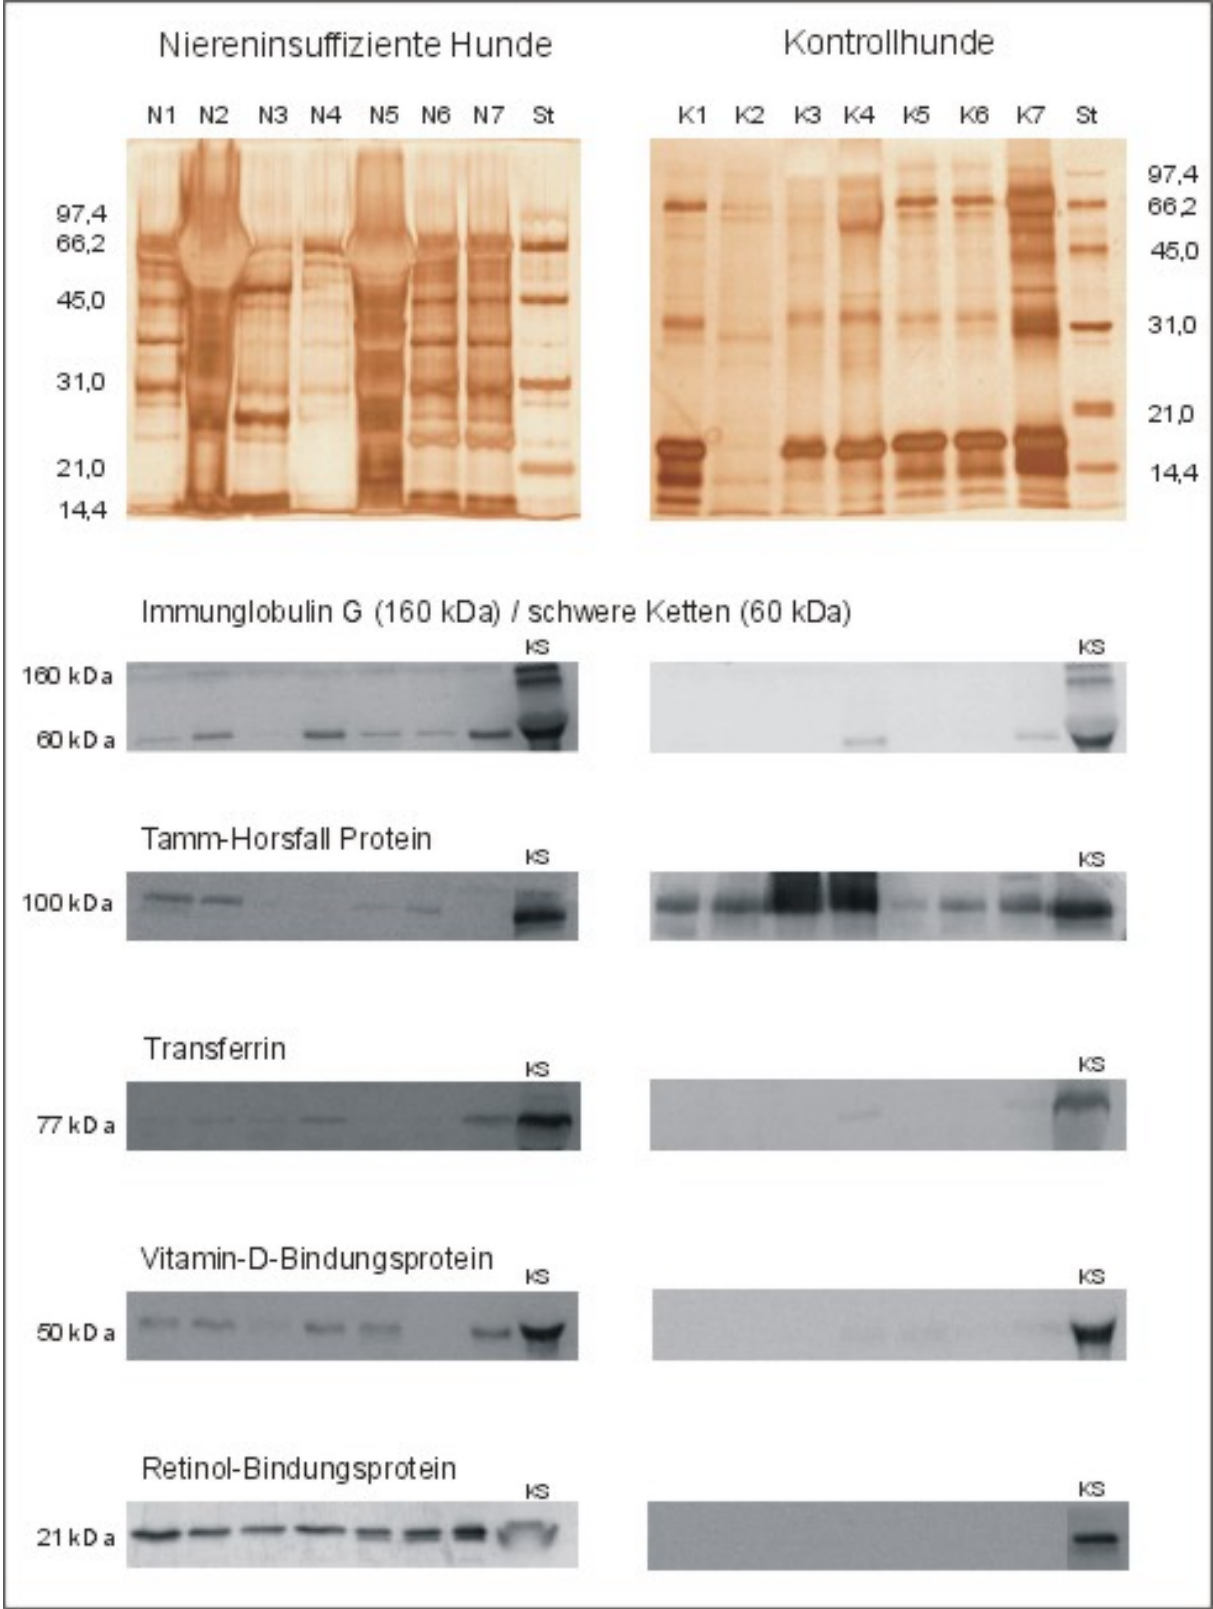 Niereninsuffiziente Hunde Kontrollhunde
N1 N2 N3 N4 N5 N6 N7 St K1 K2 K3 K4 K5 K6 K7 St
97,4 97,4
66,2 66,2
45,0 45,0
31,0 31,0
21,0 21,0
14,4 14,4
Immunglobulin G (160 kDa) / schwere Ketten (60 kDa)
KS KS
160 kDa
60 kDa
Tamm-Horsfall Protein
KS KS
100 kDa
Transferrin
KS KS
77 kDa
Vitamin-D-Bindungsprotein
KS KS
50 kDa
Retinol-Bindungsprotein
KS KS
21 kDa